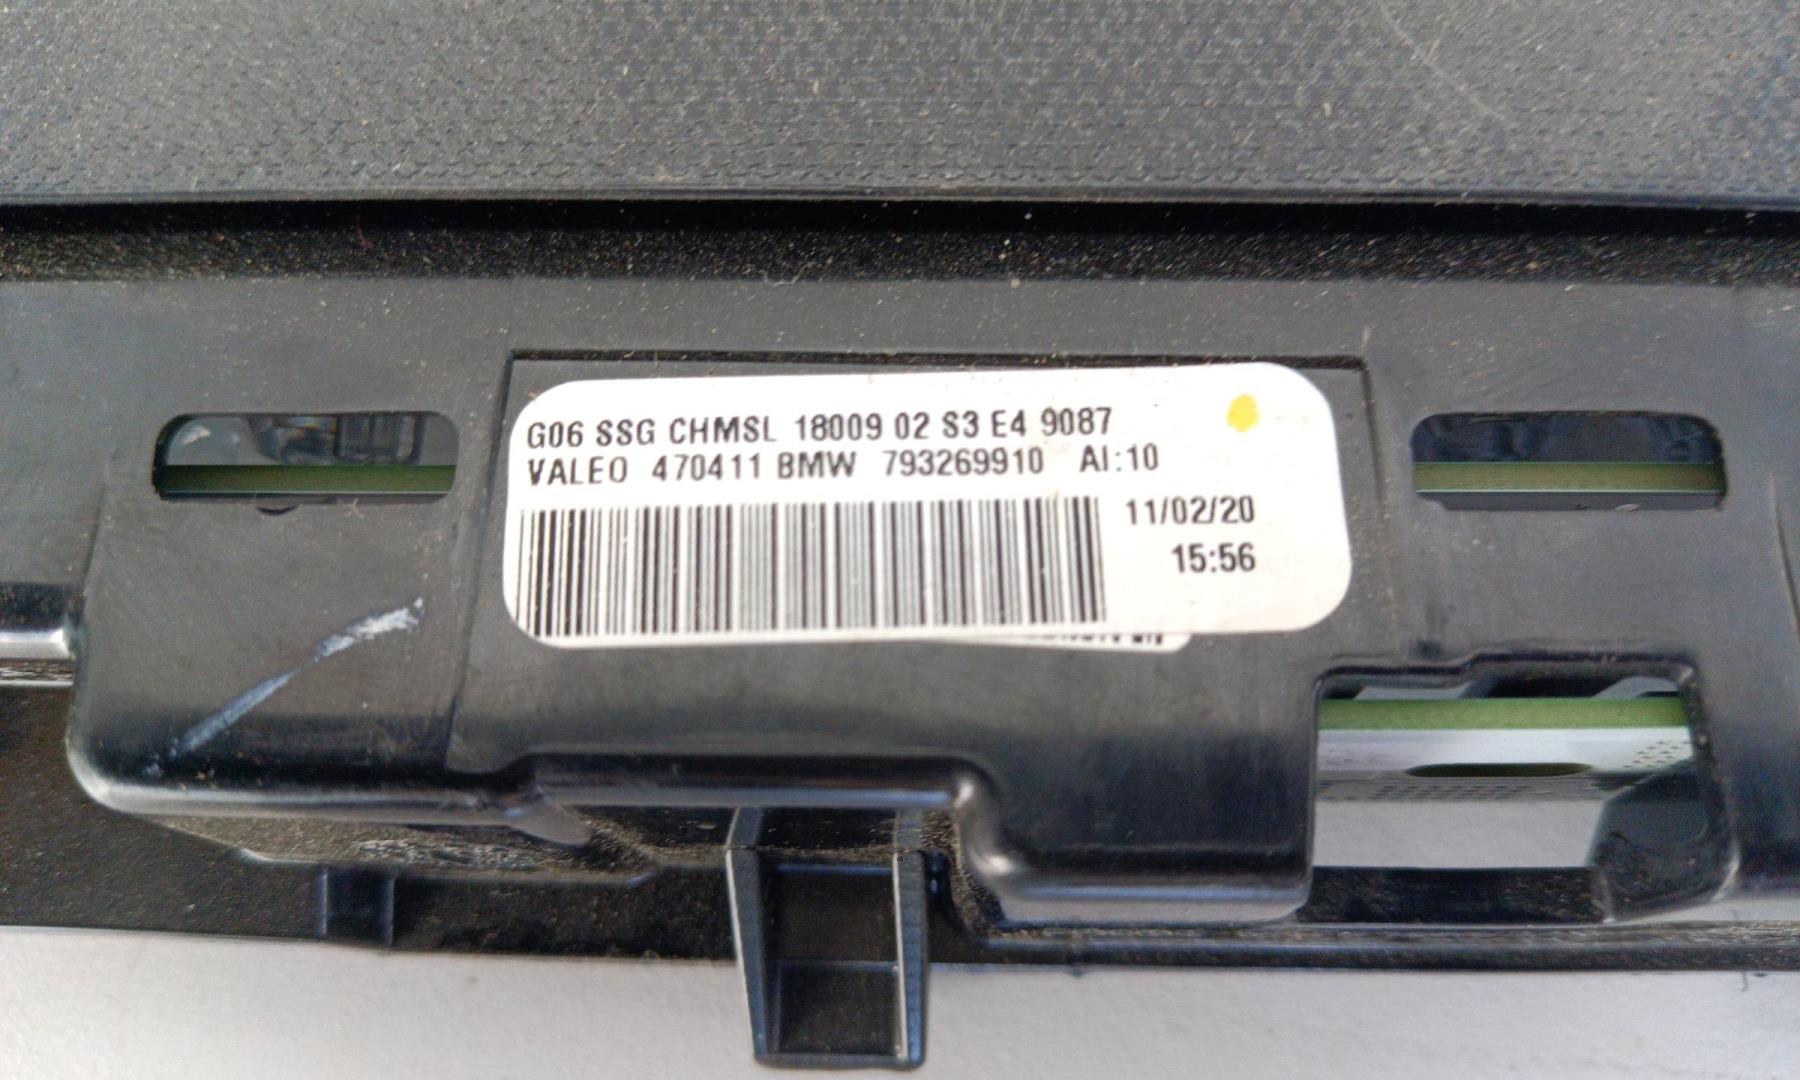 G06 SSG CHMSL 18009 02 S3 E4 9087
VALEO 470411 BMW 793269910 AI:10
11/02/20
15:56